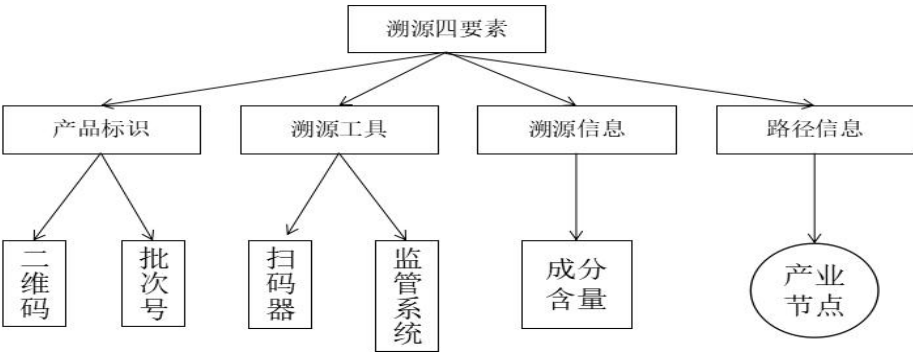 溯源四要素
产品标识
溯源工具
溯源信息
路径信息
二维码
批次号
扫码器
监管系统
成分
含量
产业
节点